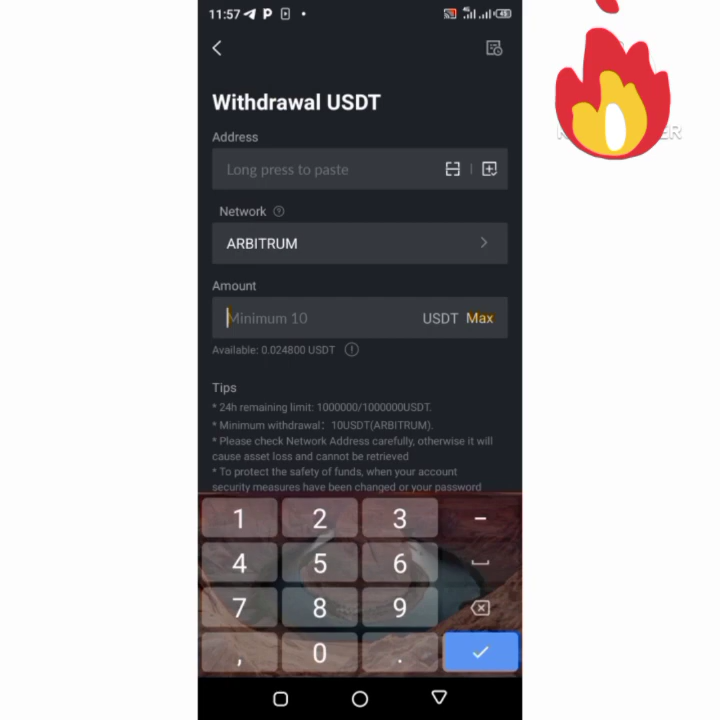 11:57
Withdrawal USDT
Address
Long press to paste
Network
ARBITRUM
Amount
Minimum 10 USDT Max
Available: 0.024800 USDT
Tips
* 24h remaining limit: 1000000/1000000USDT.
* Minimum withdrawal：10USDT(ARBITRUM).
* Please check Network Address carefully, otherwise it will
cause asset loss and cannot be retrieved
* To protect the safety of funds, when your account
security measures have been changed or your password
1 2 3 -
4 5 6
7 8 9
, 0 .